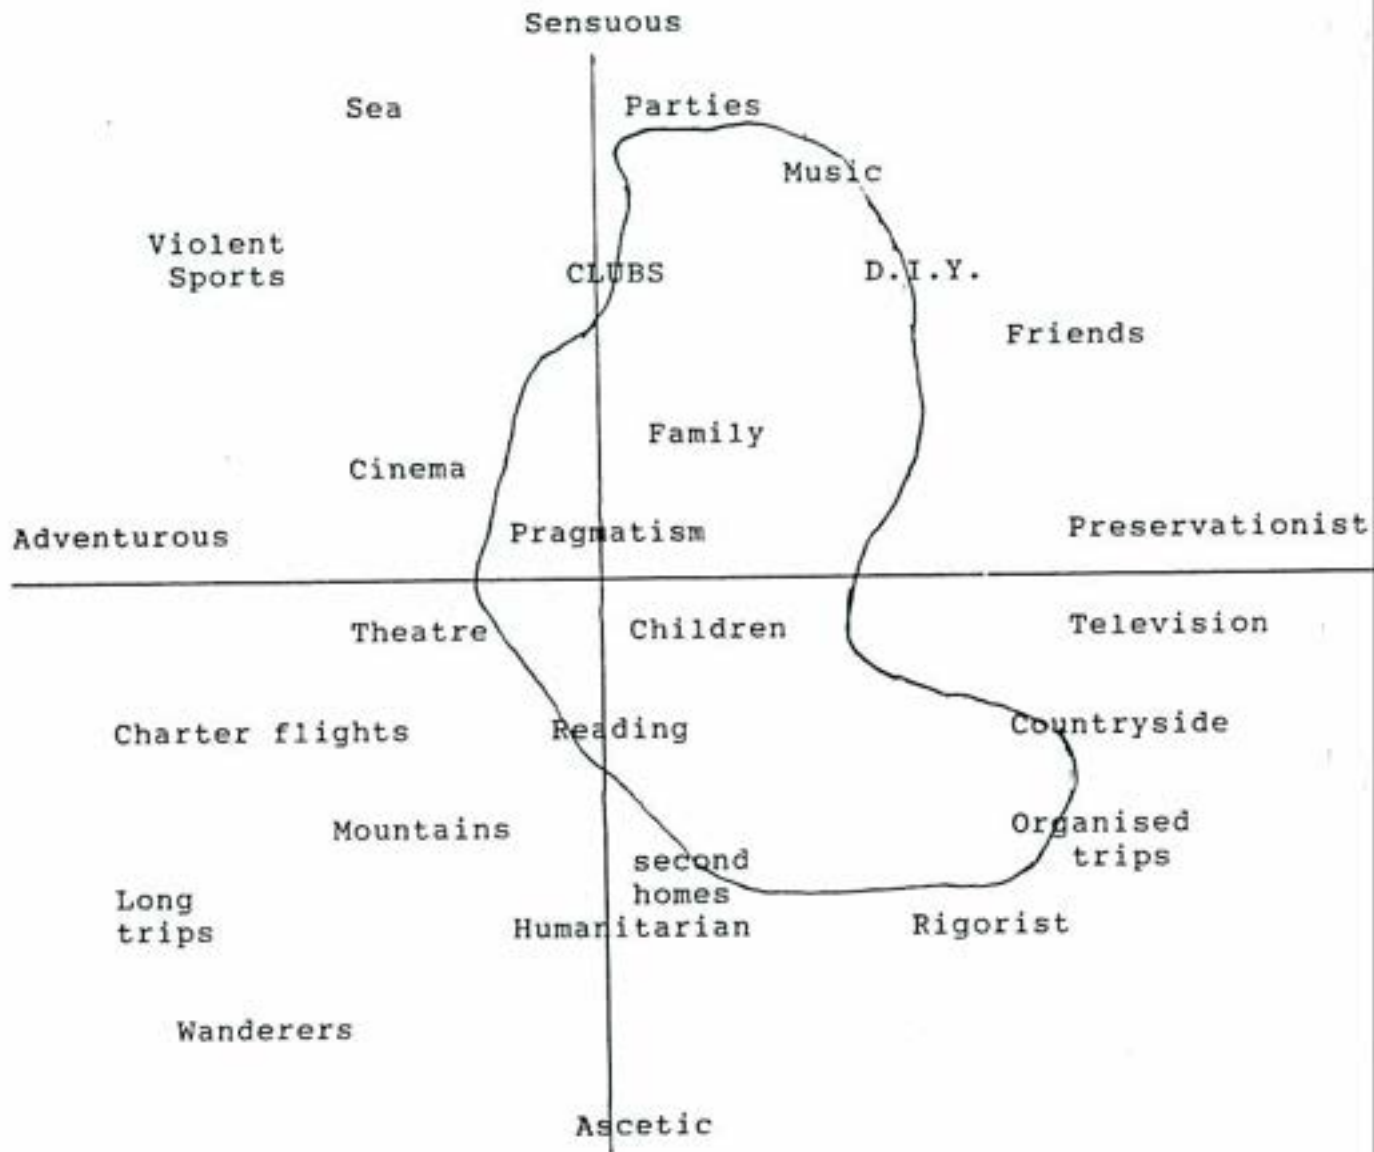 Sensuous
Sea
Parties
Music
Violent
Sports
CLUBS
D.I.Y.
Friends
Family
Cinema
Adventurous
Pragmatism
Preservationist
Theatre
Children
Television
Charter flights
Reading
Countryside
Mountains
Organised
trips
second
homes
Long
trips
Humanitarian
Rigorist
Wanderers
Ascetic